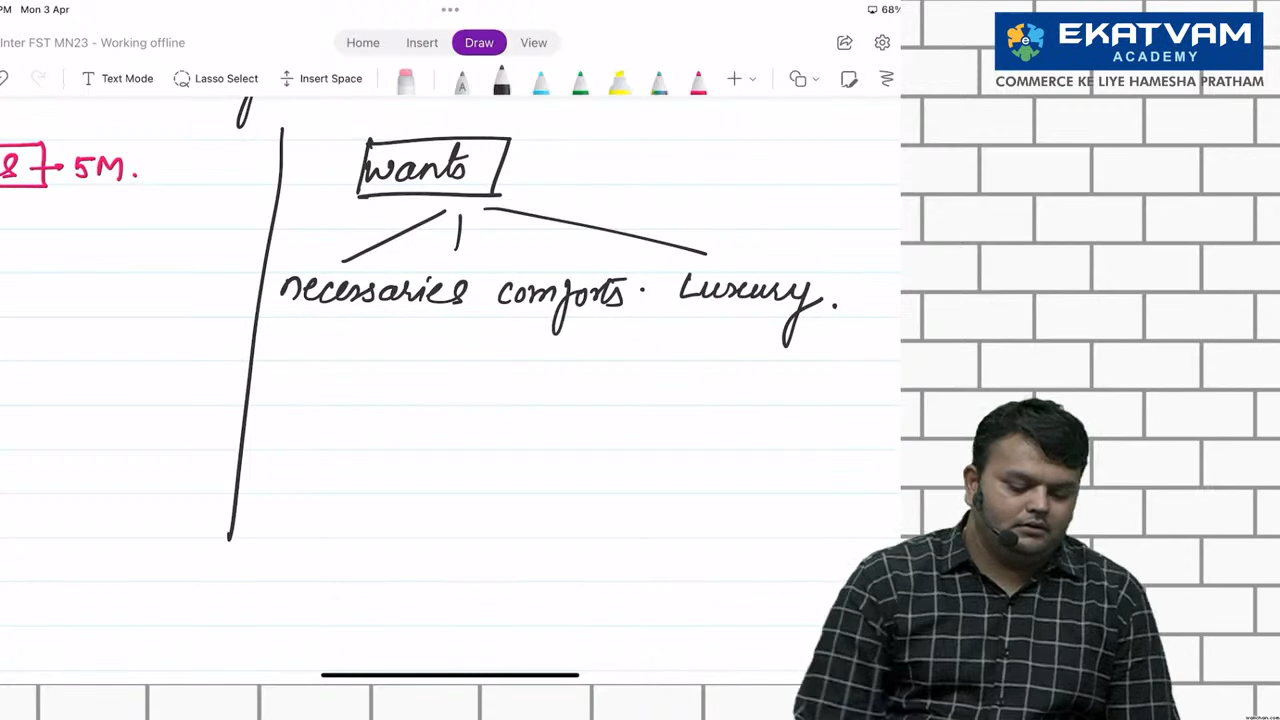 PM Mon 3 Apr
68%
Inter FST MN23 - Working offline
Home Insert Draw View
Text Mode Lasso Select Insert Space
5M.
wants
necessaries comforts. Luxury.
EKATVAM
ACADEMY
COMMERCE KE LIYE HAMESHA PRATHAM